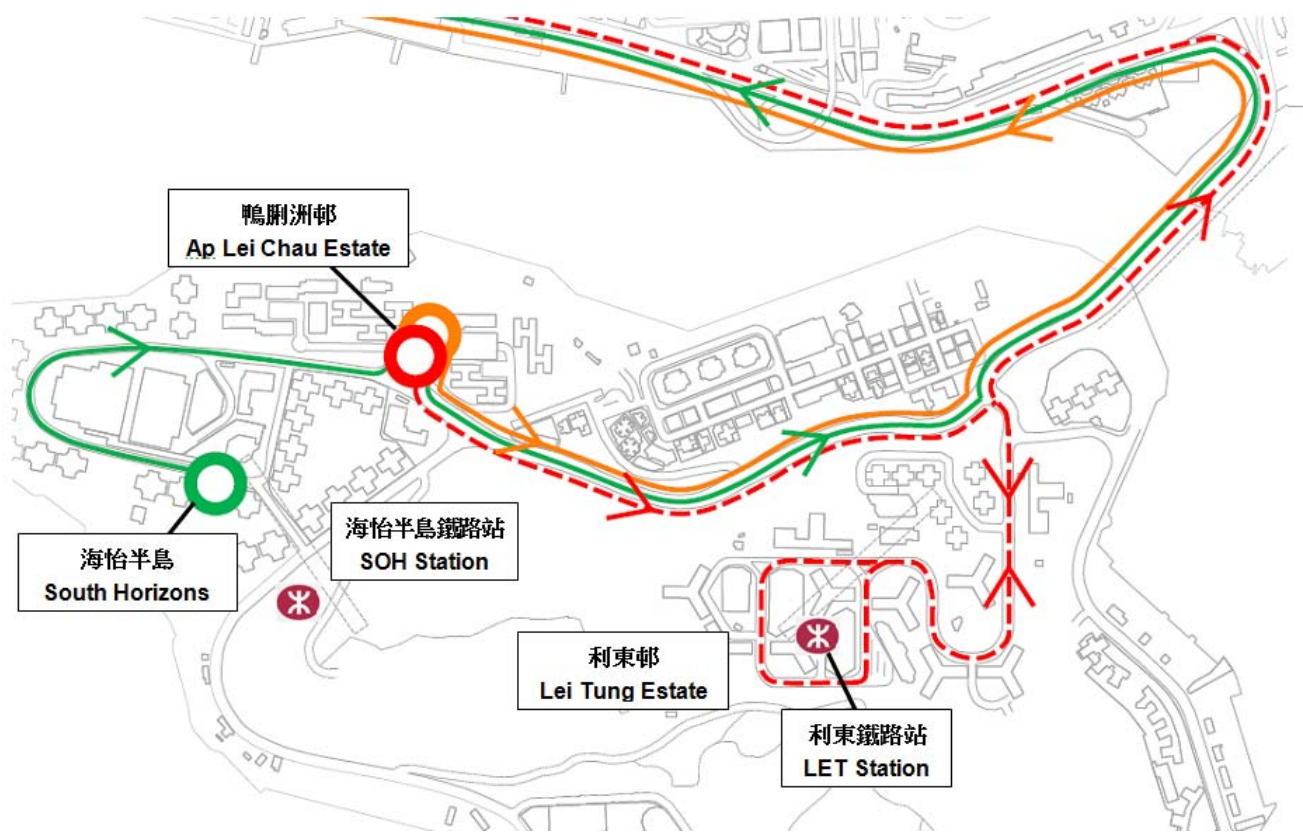 鴨脷洲邨
Ap Lei Chau Estate
海怡半島
South Horizons
海怡半島鐵路站
SOH Station
利東邨
Lei Tung Estate
利東鐵路站
LET Station